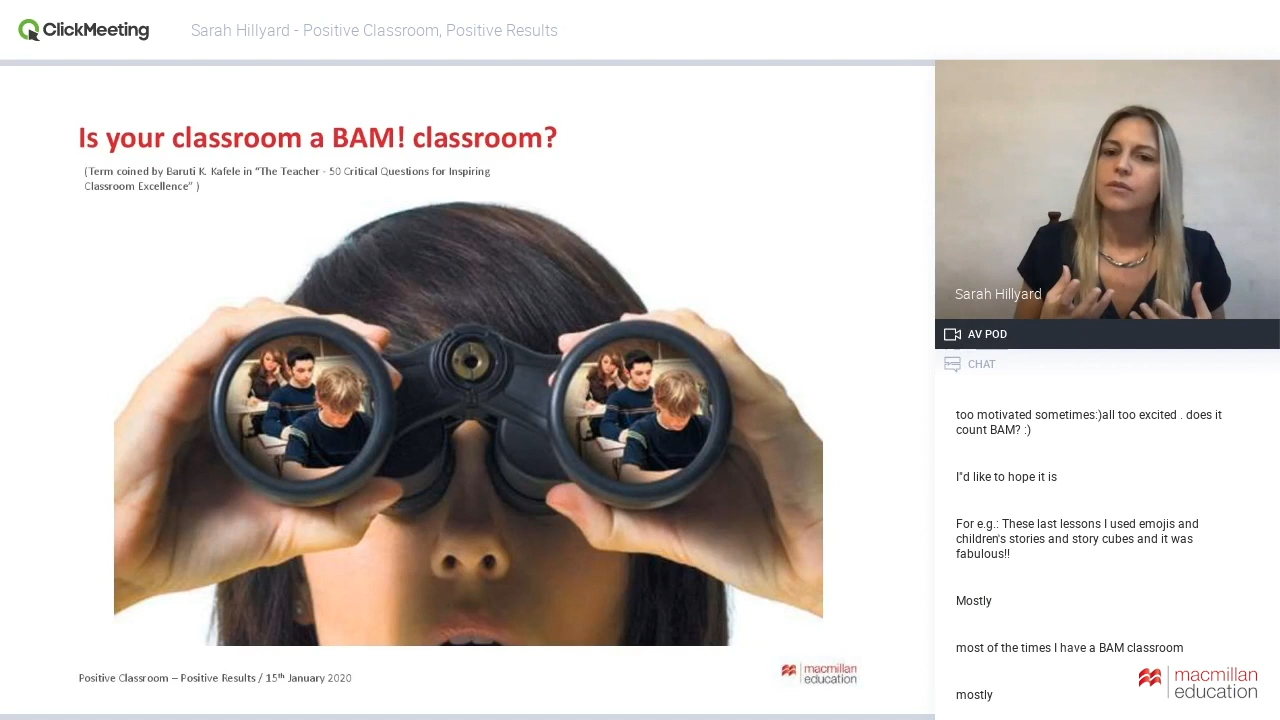 ClickMeeting
Sarah Hillyard - Positive Classroom, Positive Results
Is your classroom a BAM! classroom?
(Term coined by Baruti K. Kafele in “The Teacher - 50 Critical Questions for Inspiring
Classroom Excellence” )
Positive Classroom – Positive Results / 15th January 2020
macmillan
education
Sarah Hillyard
AV POD
CHAT
too motivated sometimes:)all too excited . does it
count BAM? :)
I"d like to hope it is
For e.g.: These last lessons I used emojis and
children's stories and story cubes and it was
fabulous!!
Mostly
most of the times I have a BAM classroom
mostly
macmillan
education